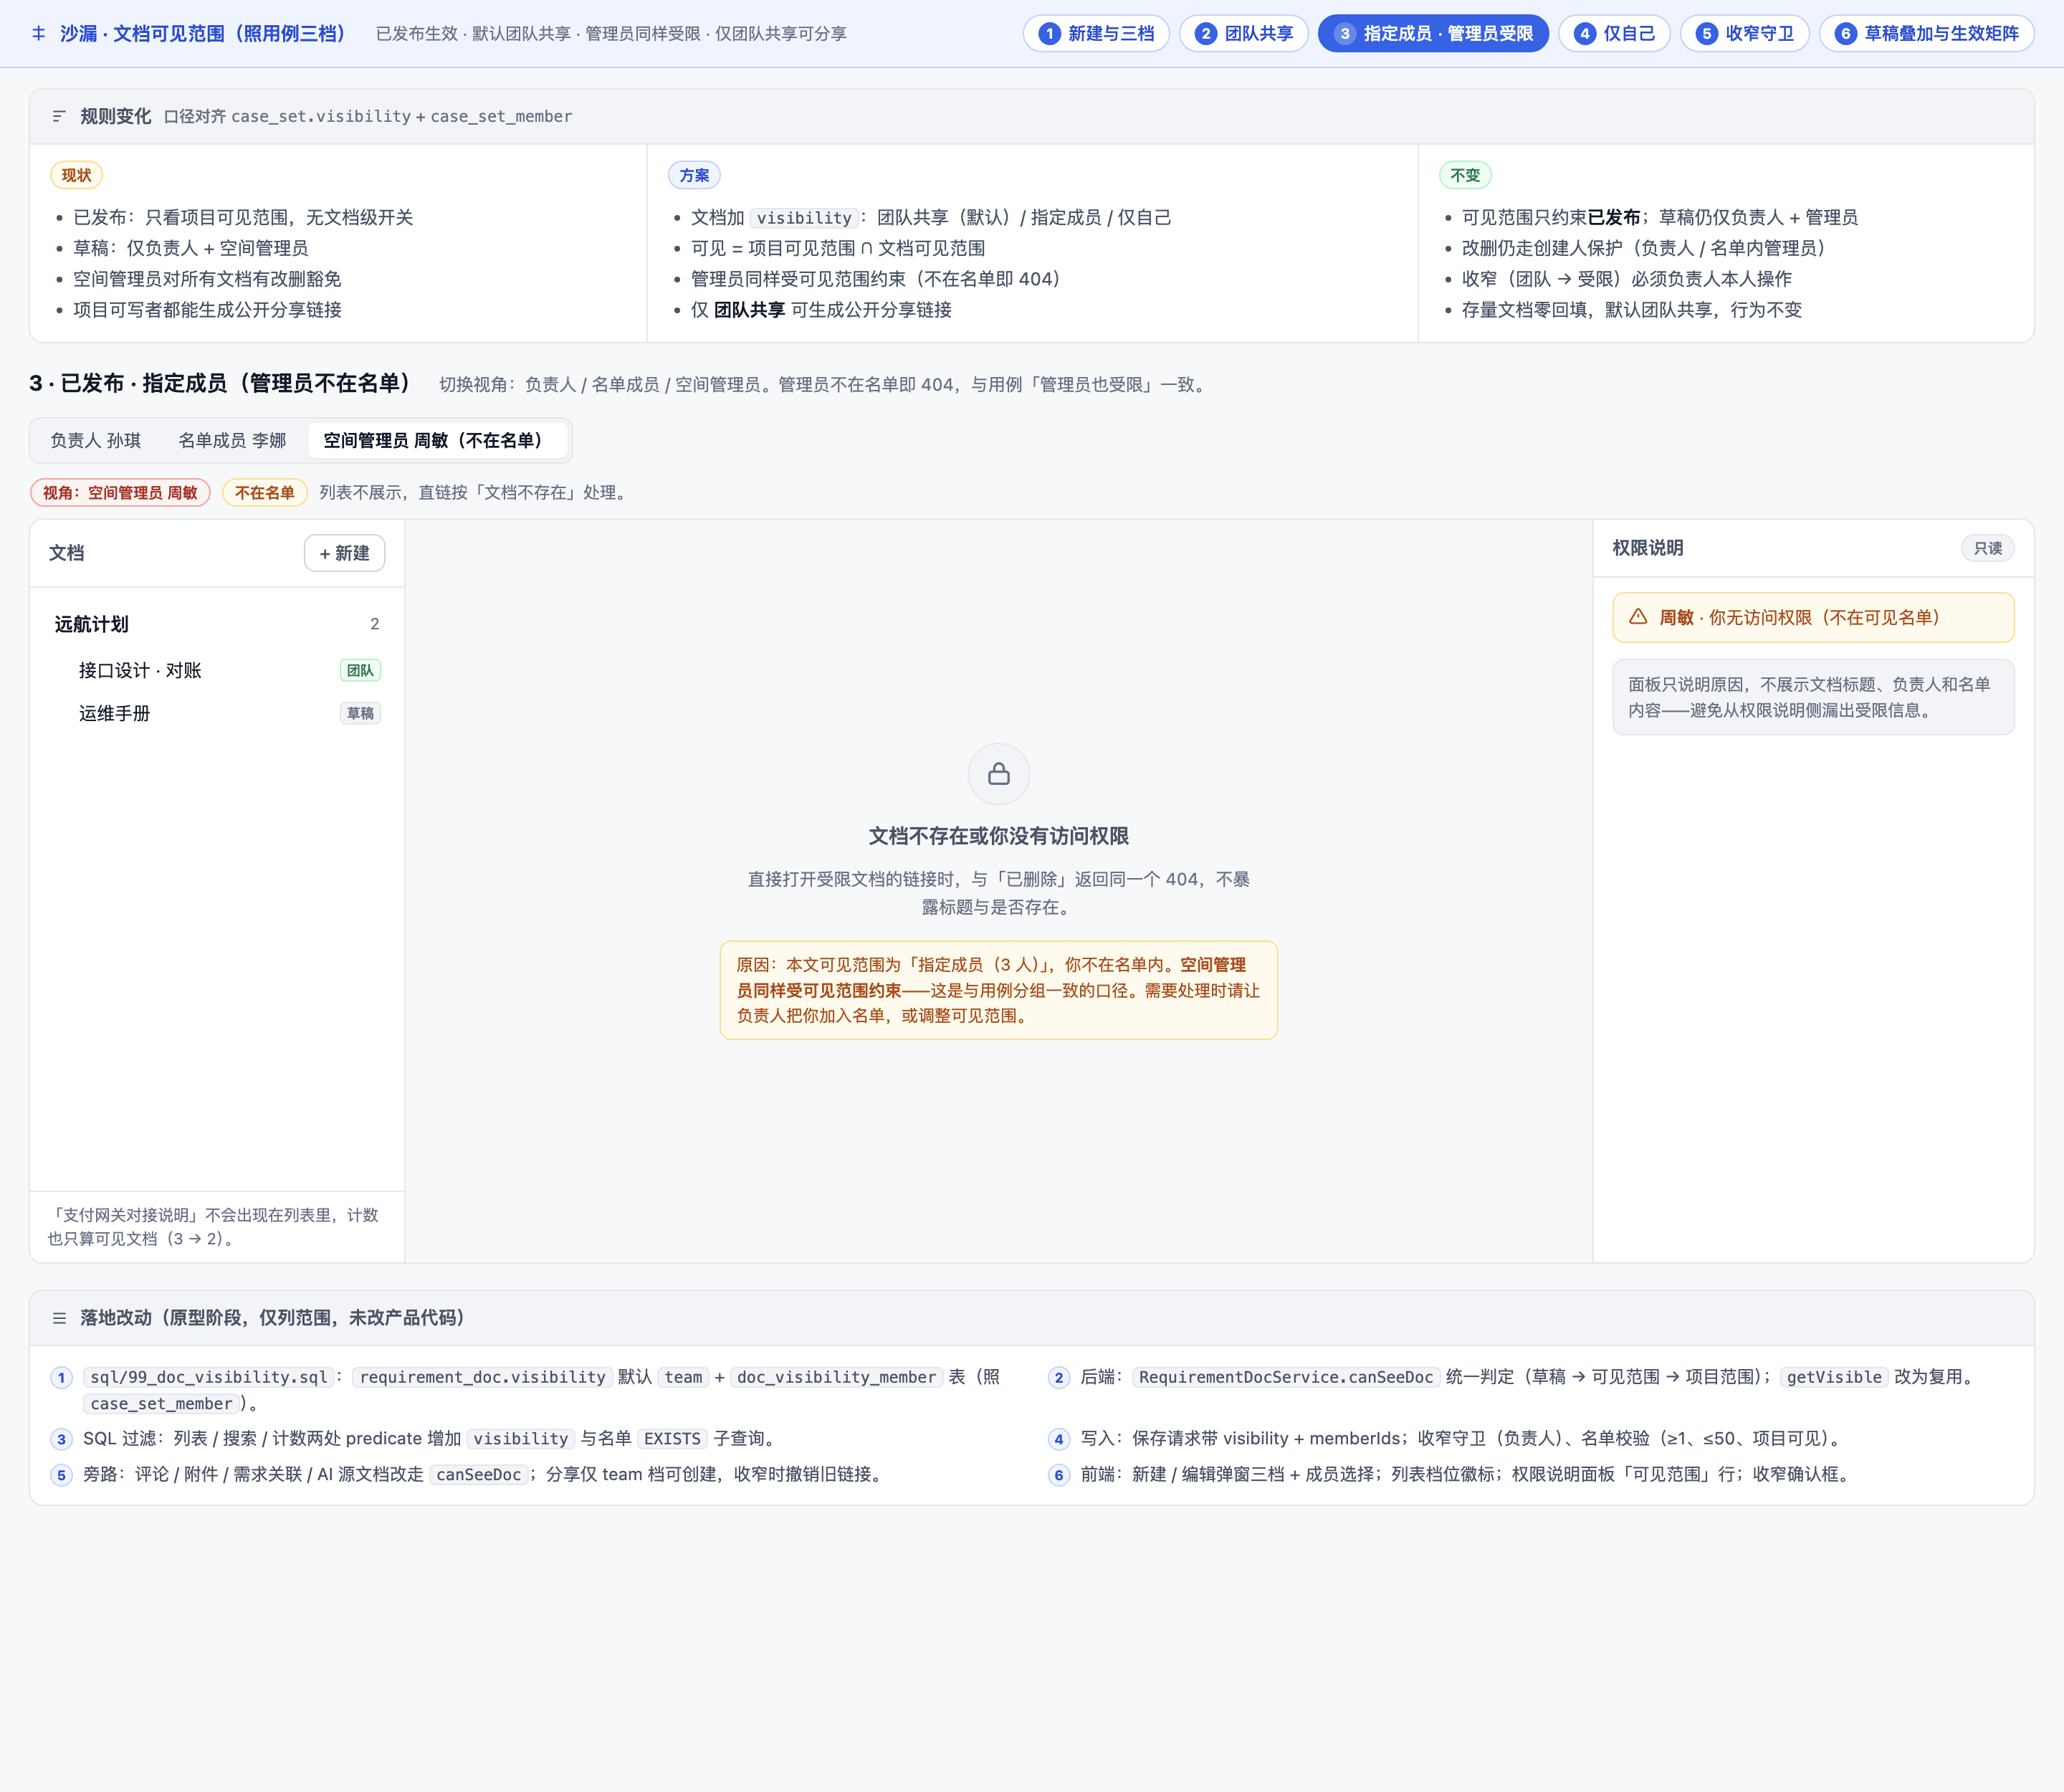 沙漏 · 文档可见范围（照用例三档）
已发布生效 · 默认团队共享 · 管理员同样受限 · 仅团队共享可分享
1 新建与三档
2 团队共享
3 指定成员 · 管理员受限
4 仅自己
5 收窄守卫
6 草稿叠加与生效矩阵
规则变化 口径对齐 case_set.visibility + case_set_member
现状
• 已发布：只看项目可见范围，无文档级开关
• 草稿：仅负责人 + 空间管理员
• 空间管理员对所有文档有改删豁免
• 项目可写者都能生成公开分享链接
方案
• 文档加 visibility：团队共享（默认）/ 指定成员 / 仅自己
• 可见 = 项目可见范围 ∩ 文档可见范围
• 管理员同样受可见范围约束（不在名单即 404）
• 仅 团队共享 可生成公开分享链接
不变
• 可见范围只约束已发布；草稿仍仅负责人 + 管理员
• 改删仍走创建人保护（负责人 / 名单内管理员）
• 收窄（团队 → 受限）必须负责人本人操作
• 存量文档零回填，默认团队共享，行为不变
3 · 已发布 · 指定成员（管理员不在名单） 切换视角：负责人 / 名单成员 / 空间管理员。管理员不在名单即 404，与用例「管理员也受限」一致。
负责人 孙琪 名单成员 李娜 空间管理员 周敏（不在名单）
视角：空间管理员 周敏 不在名单 列表不展示，直链按「文档不存在」处理。
文档 + 新建
远航计划 2
接口设计 · 对账 团队
运维手册 草稿
「支付网关对接说明」不会出现在列表里，计数
也只算可见文档（3 → 2）。
文档不存在或你没有访问权限
直接打开受限文档的链接时，与「已删除」返回同一个 404，不暴
露标题与是否存在。
原因：本文可见范围为「指定成员（3 人）」，你不在名单内。空间管理
员同样受可见范围约束——这是与用例分组一致的口径。需要处理时请让
负责人把你加入名单，或调整可见范围。
权限说明 只读
周敏 · 你无访问权限（不在可见名单）
面板只说明原因，不展示文档标题、负责人和名单
内容——避免从权限说明侧漏出受限信息。
落地改动（原型阶段，仅列范围，未改产品代码）
1 sql/99_doc_visibility.sql：requirement_doc.visibility 默认 team + doc_visibility_member 表（照
case_set_member）。
2 后端：RequirementDocService.canSeeDoc 统一判定（草稿 → 可见范围 → 项目范围）；getVisible 改为复用。
3 SQL 过滤：列表 / 搜索 / 计数两处 predicate 增加 visibility 与名单 EXISTS 子查询。
4 写入：保存请求带 visibility + memberIds；收窄守卫（负责人）、名单校验（≥1、≤50、项目可见）。
5 旁路：评论 / 附件 / 需求关联 / AI 源文档改走 canSeeDoc；分享仅 team 档可创建，收窄时撤销旧链接。
6 前端：新建 / 编辑弹窗三档 + 成员选择；列表档位徽标；权限说明面板「可见范围」行；收窄确认框。